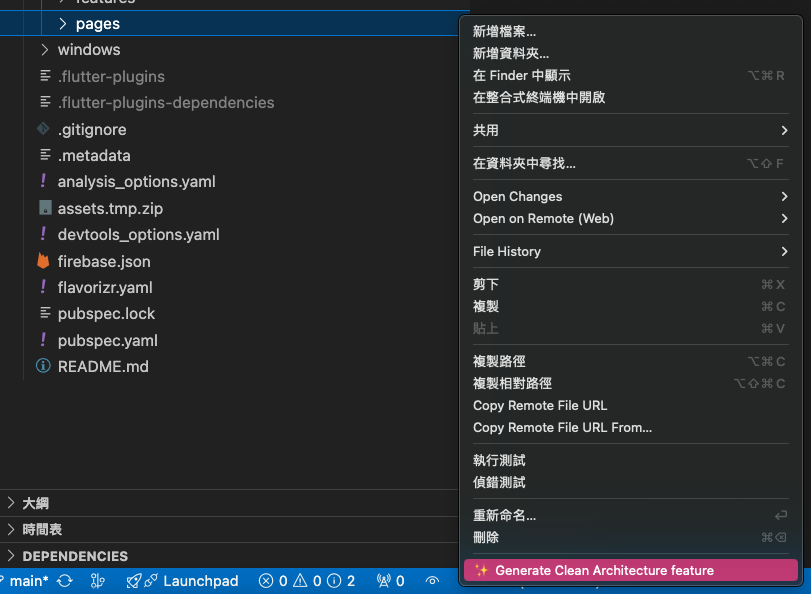 features
pages
windows
.flutter-plugins
.flutter-plugins-dependencies
.gitignore
.metadata
analysis_options.yaml
assets.tmp.zip
devtools_options.yaml
firebase.json
flavorizr.yaml
pubspec.lock
pubspec.yaml
README.md
大綱
時間表
DEPENDENCIES
main* Launchpad 0 0 2 0
新增檔案...
新增資料夾...
在 Finder 中顯示 ⌥⌘R
在整合式終端機中開啟
共用
在資料夾中尋找... ⌥⇧F
Open Changes
Open on Remote (Web)
File History
剪下 ⌘X
複製 ⌘C
貼上 ⌘V
複製路徑 ⌥⌘C
複製相對路徑 ⌥⇧⌘C
Copy Remote File URL
Copy Remote File URL From...
執行測試
偵錯測試
重新命名... ⏎
刪除 ⌘⌫
✨ Generate Clean Architecture feature